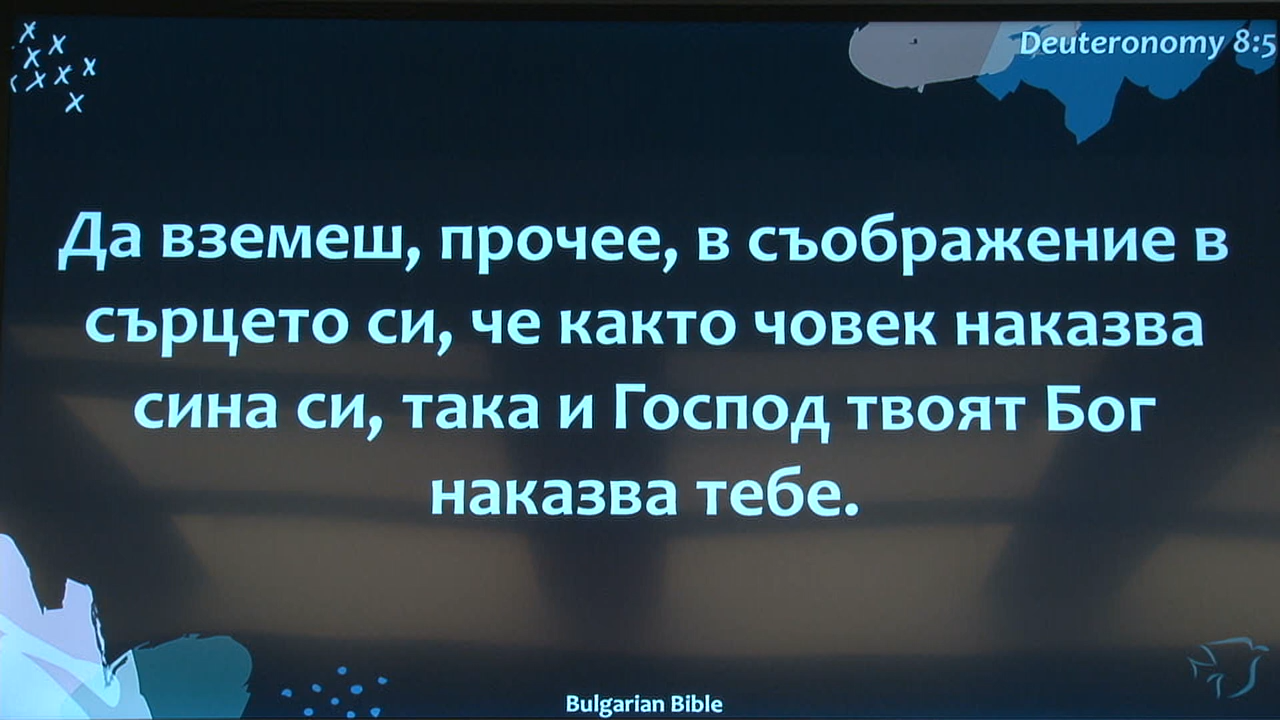 Deuteronomy 8:5
Да вземеш, прочее, в съображение в
сърцето си, че както човек наказва
сина си, така и Господ твоят Бог
наказва тебе.
Bulgarian Bible